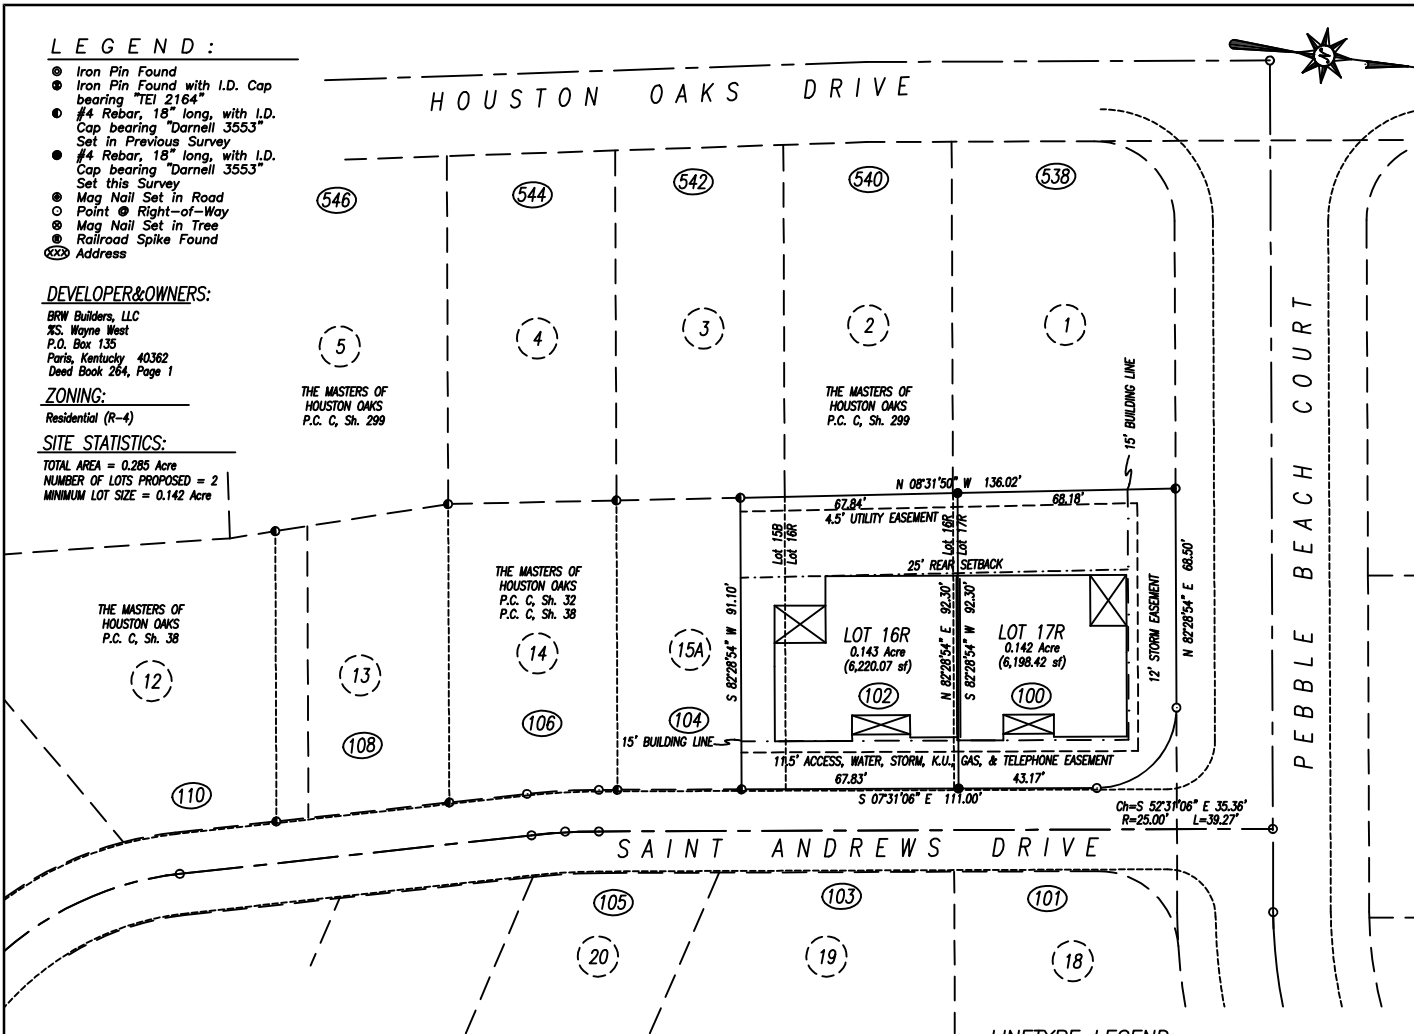 LEGEND:
Iron Pin Found
Iron Pin Found with I.D. Cap
bearing "TEI 2164"
#4 Rebar, 18" long, with I.D.
Cap bearing "Darnell 3553"
Set in Previous Survey
#4 Rebar, 18" long, with I.D.
Cap bearing "Darnell 3553"
Set this Survey
Mag Nail Set in Road
Point @ Right-of-Way
Mag Nail Set in Tree
Railroad Spike Found
XXX Address
DEVELOPER&OWNERS:
BRW Builders, LLC
%S. Wayne West
P.O. Box 135
Paris, Kentucky 40362
Deed Book 264, Page 1
ZONING:
Residential (R-4)
SITE STATISTICS:
TOTAL AREA = 0.285 Acre
NUMBER OF LOTS PROPOSED = 2
MINIMUM LOT SIZE = 0.142 Acre
HOUSTON OAKS DRIVE
N
546
544
542
540
538
5
4
3
2
1
THE MASTERS OF
HOUSTON OAKS
P.C. C, Sh. 299
THE MASTERS OF
HOUSTON OAKS
P.C. C, Sh. 299
15' BUILDING LINE
PEBBLE BEACH COURT
N 08°31'50" W 136.02'
67.84'
68.18'
4.5' UTILITY EASEMENT
Lot 15B
Lot 16R
Lot 16R
Lot 17R
25' REAR SETBACK
THE MASTERS OF
HOUSTON OAKS
P.C. C, Sh. 32
P.C. C, Sh. 38
THE MASTERS OF
HOUSTON OAKS
P.C. C, Sh. 38
12
13
14
15A
S 82°28'54" W 91.10'
LOT 16R
0.143 Acre
(6,220.07 sf)
102
N 82°28'54" E 92.30'
S 82°28'54" W 92.30'
LOT 17R
0.142 Acre
(6,198.42 sf)
100
12' STORM EASEMENT
N 82°28'54" E 68.50'
110
108
106
104
15' BUILDING LINE
11.5' ACCESS, WATER, STORM, K.U., GAS, & TELEPHONE EASEMENT
67.83'
43.17'
S 07°31'06" E 111.00'
Ch=S 52°31'06" E 35.36'
R=25.00' L=39.27'
SAINT ANDREWS DRIVE
105
103
101
20
19
18
LINETYPE LEGEND